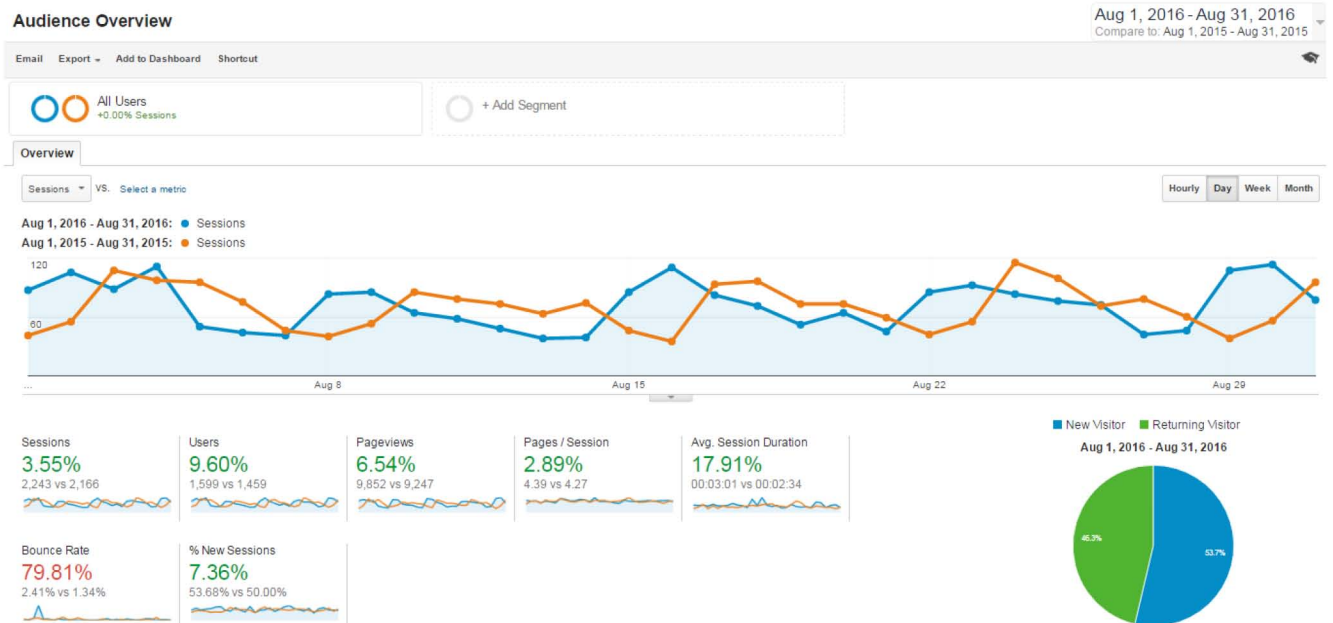 Audience Overview
Aug 1, 2016 - Aug 31, 2016
Compare to: Aug 1, 2015 - Aug 31, 2015
Email Export Add to Dashboard Shortcut
All Users
+0.00% Sessions
+ Add Segment
Overview
Sessions VS. Select a metric
Hourly Day Week Month
Aug 1, 2016 - Aug 31, 2016: Sessions
Aug 1, 2015 - Aug 31, 2015: Sessions
120
60
... Aug 8 Aug 15 Aug 22 Aug 29
New Visitor Returning Visitor
Aug 1, 2016 - Aug 31, 2016
Sessions
3.55%
2,243 vs 2,166
Users
9.60%
1,599 vs 1,459
Pageviews
6.54%
9,852 vs 9,247
Pages / Session
2.89%
4.39 vs 4.27
Avg. Session Duration
17.91%
00:03:01 vs 00:02:34
Bounce Rate
79.81%
2.41% vs 1.34%
% New Sessions
7.36%
53.68% vs 50.00%
46.3%
53.7%